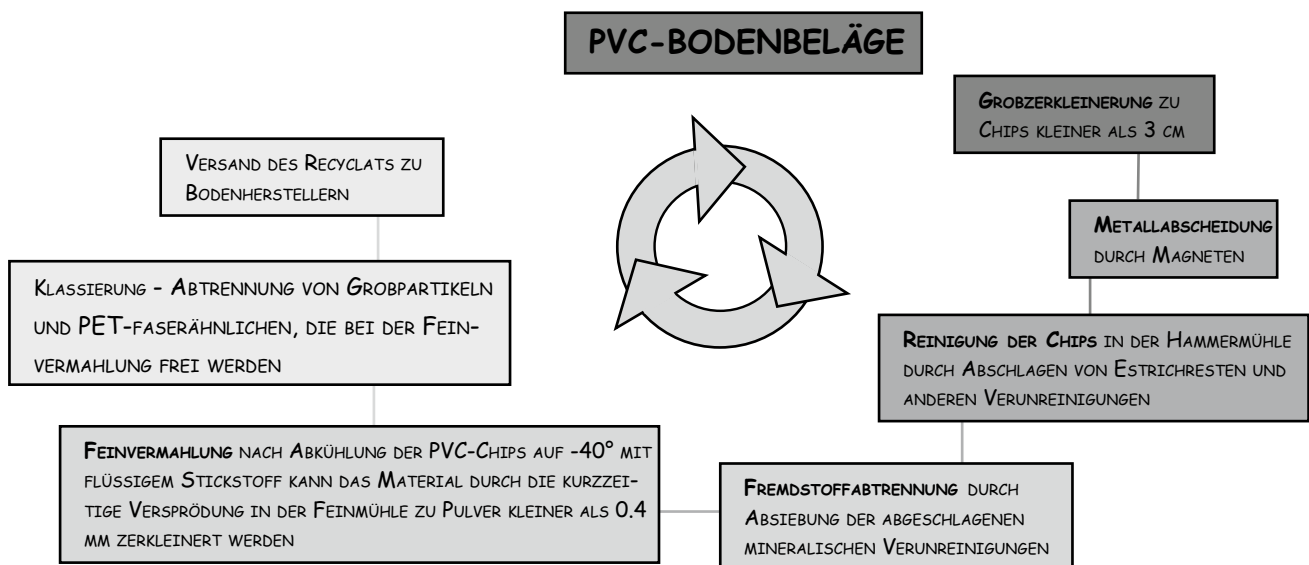 PVC-BODENBELÄGE
GROBZERKLEINERUNG ZU
CHIPS KLEINER ALS 3 CM
METALLABSCHEIDUNG
DURCH MAGNETEN
REINIGUNG DER CHIPS IN DER HAMMERMÜHLE
DURCH ABSCHLAGEN VON ESTRICHRESTEN UND
ANDEREN VERUNREINIGUNGEN
FREMDSTOFFABTRENNUNG DURCH
ABSIEBUNG DER ABGESCHLAGENEN
MINERALISCHEN VERUNREINIGUNGEN
FEINVERMAHLUNG NACH ABKÜHLUNG DER PVC-CHIPS AUF -40° MIT
FLÜSSIGEM STICKSTOFF KANN DAS MATERIAL DURCH DIE KURZZEI-
TIGE VERSPRÖDUNG IN DER FEINMÜHLE ZU PULVER KLEINER ALS 0.4
MM ZERKLEINERT WERDEN
KLASSIERUNG - ABTRENNUNG VON GROBPARTIKELN
UND PET-FASERÄHNLICHEN, DIE BEI DER FEIN-
VERMAHLUNG FREI WERDEN
VERSAND DES RECYCLATS ZU
BODENHERSTELLERN